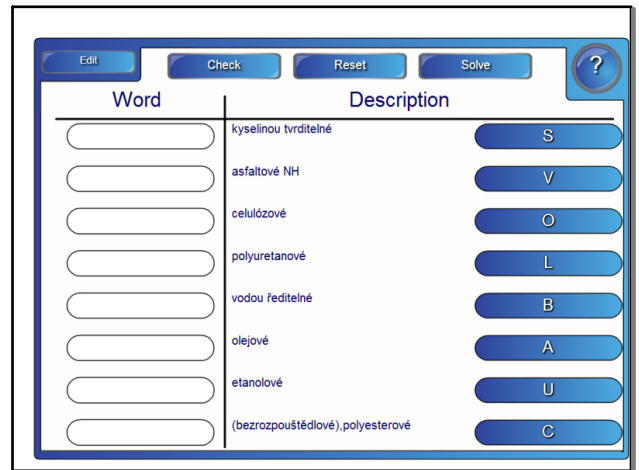 Edit Check Reset Solve ?
Word Description
kyselinou tvrditelné S
asfaltové NH V
celulózové O
polyuretanové L
vodou ředitelné B
olejové A
etanolové U
(bezrozpouštědlové),polyesterové C